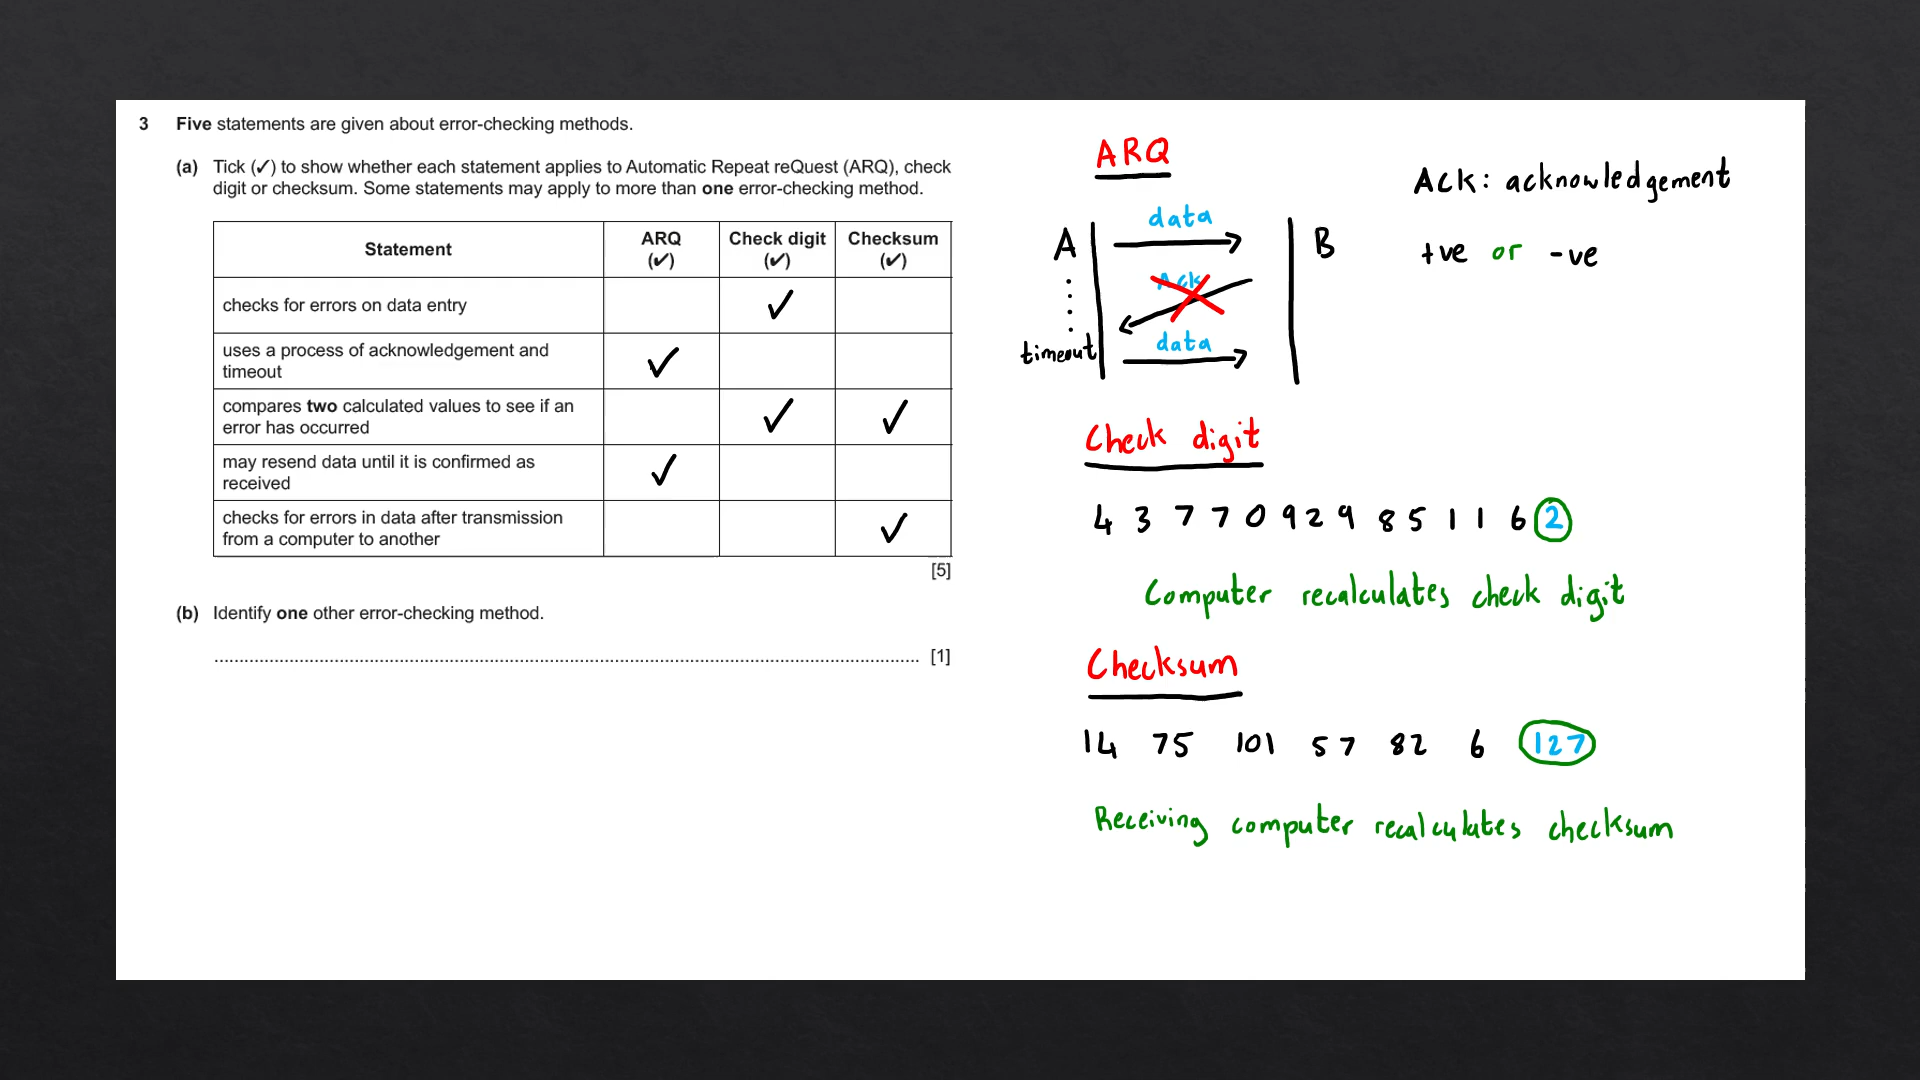 3 Five statements are given about error-checking methods.
(a) Tick (✓) to show whether each statement applies to Automatic Repeat reQuest (ARQ), check
digit or checksum. Some statements may apply to more than one error-checking method.
Statement ARQ (✓) Check digit (✓) Checksum (✓)
checks for errors on data entry ✓
uses a process of acknowledgement and
timeout ✓
compares two calculated values to see if an
error has occurred ✓ ✓
may resend data until it is confirmed as
received ✓
checks for errors in data after transmission
from a computer to another ✓
[5]
(b) Identify one other error-checking method.
[1]
ARQ
Ack: acknowledgement
+ve or -ve
data
A B
Ack
timeout
data
Check digit
4 3 7 7 0 9 2 9 8 5 1 1 6 2
Computer recalculates check digit
Checksum
14 75 101 57 82 6 127
Receiving computer recalculates checksum